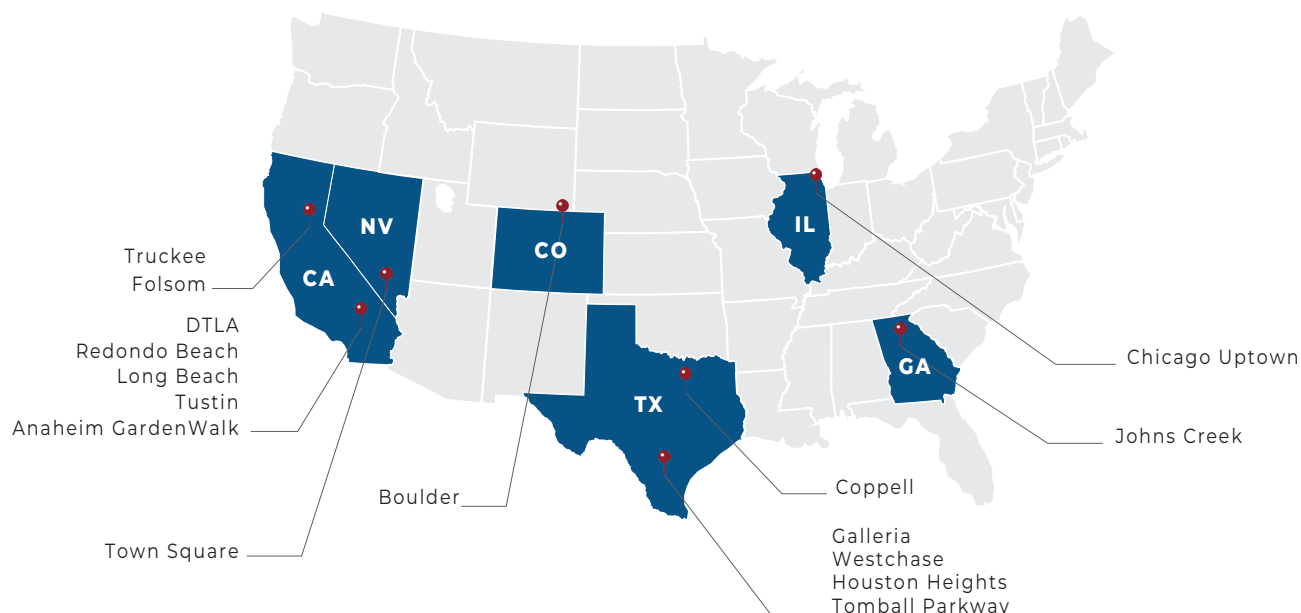 NV
IL
CO
CA
GA
TX
Truckee
Folsom
DTLA
Redondo Beach
Long Beach
Tustin
Anaheim GardenWalk
Town Square
Boulder
Chicago Uptown
Johns Creek
Coppell
Galleria
Westchase
Houston Heights
Tomball Parkway